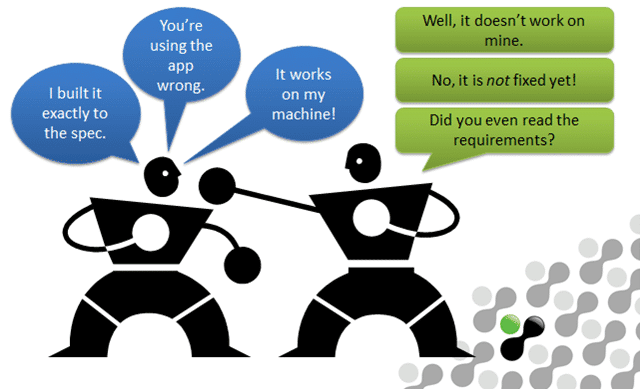 I built it
exactly to
the spec.
You’re
using the
app
wrong.
It works
on my
machine!
Well, it doesn’t work on
mine.
No, it is not fixed yet!
Did you even read the
requirements?